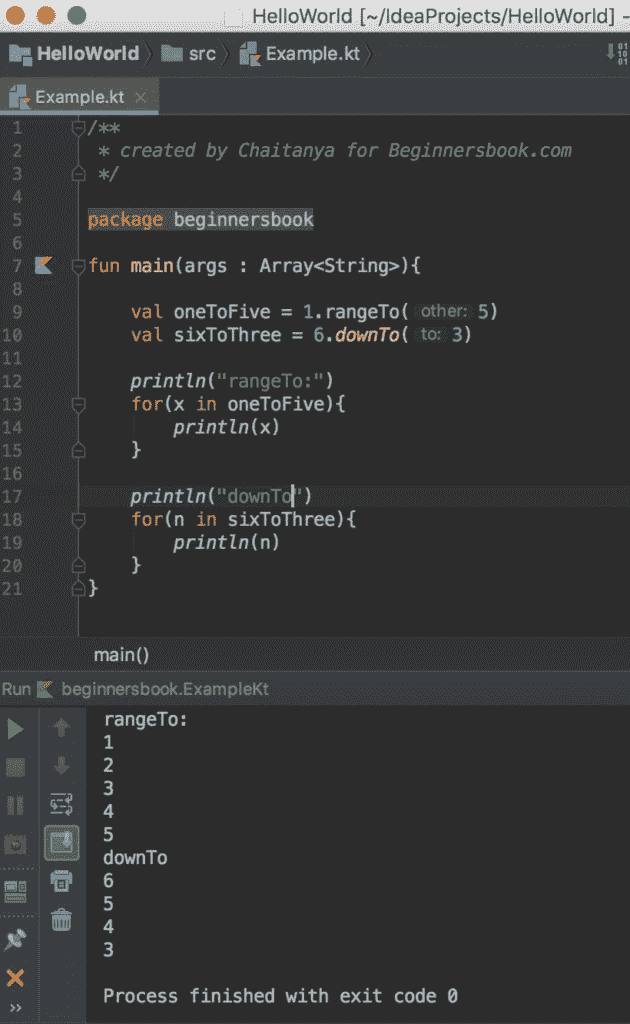 HelloWorld [~/IdeaProjects/HelloWorld] –
HelloWorld src Example.kt
Example.kt ×
1 /**
2 * created by Chaitanya for Beginnersbook.com
3 */
4
5 package beginnersbook
6
7 fun main(args : Array<String>){
8
9 val oneToFive = 1.rangeTo( other: 5)
10 val sixToThree = 6.downTo( to: 3)
11
12 println("rangeTo:")
13 for(x in oneToFive){
14 println(x)
15 }
16
17 println("downTo")
18 for(n in sixToThree){
19 println(n)
20 }
21 }
main()
Run beginnersbook.ExampleKt
rangeTo:
1
2
3
4
5
downTo
6
5
4
3
Process finished with exit code 0